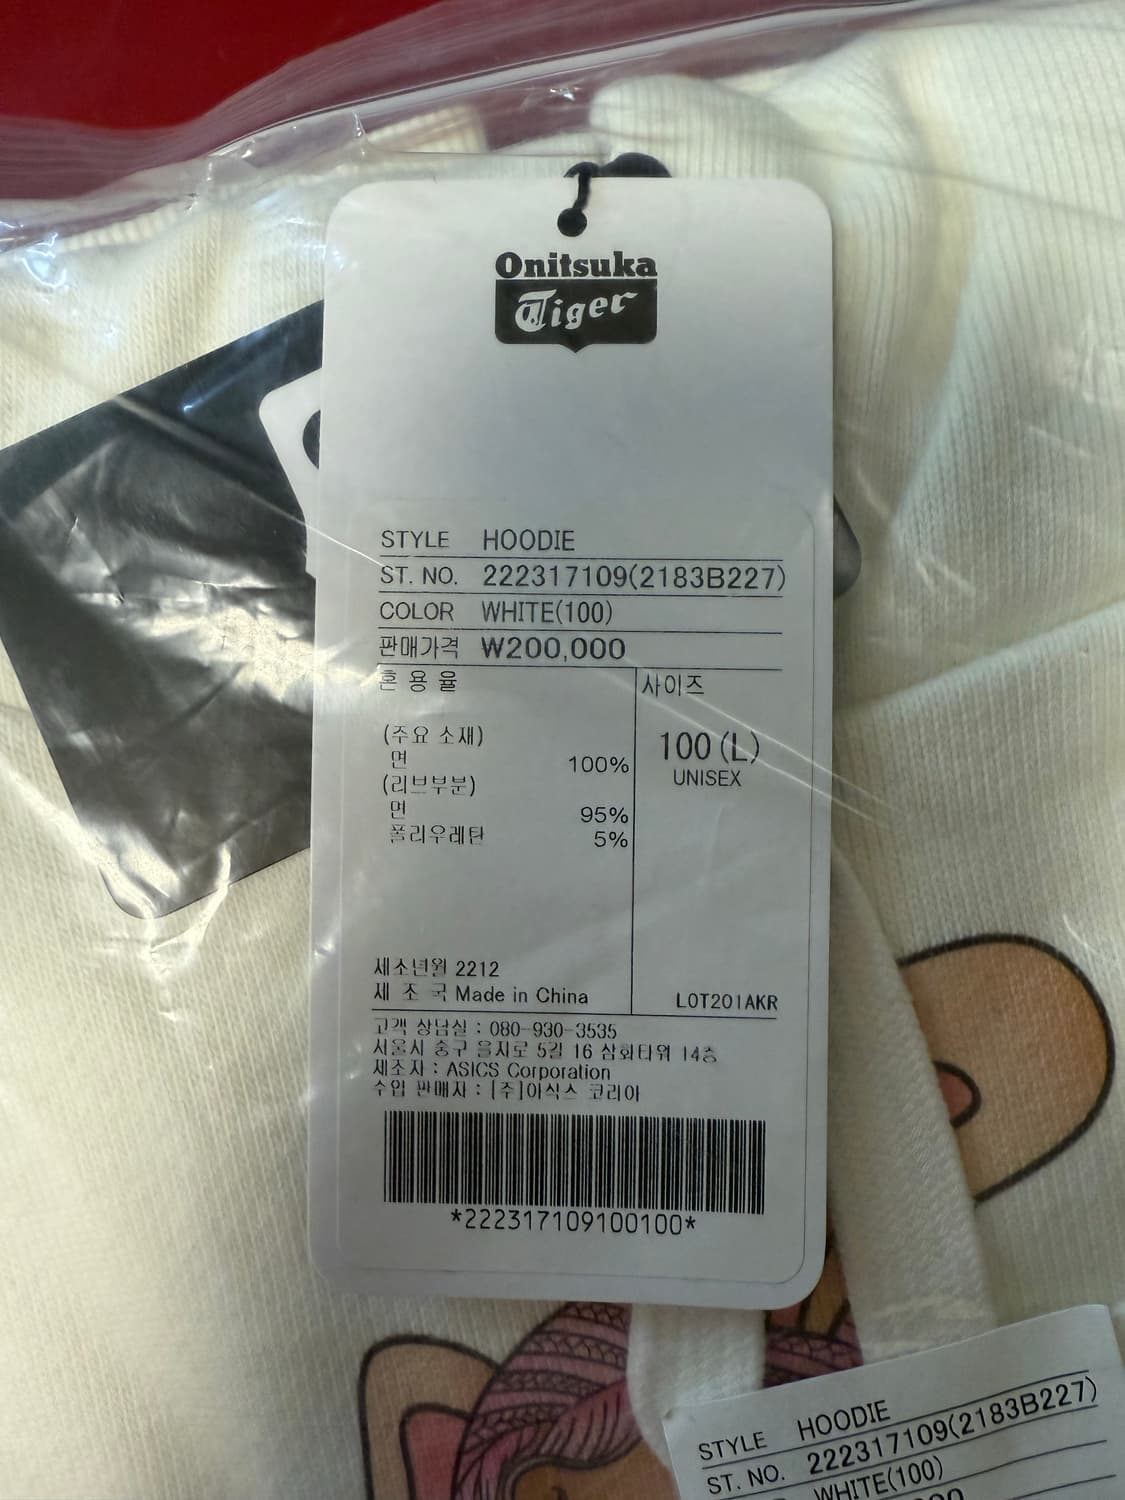 Onitsuka
Tiger
STYLE HOODIE
ST. NO. 222317109(2183B227)
COLOR WHITE(100)
판매가격 ₩200,000
혼 용 율 사이즈
(주요 소재)
면 100%
(리브부분)
면 95%
폴리우레탄 5%
100 (L)
UNISEX
제조년월 2212
제 조 국 Made in China
LOT201AKR
고객 상담실 : 080-930-3535
서울시 중구 을지로 5길 16 삼화타워 14층
제조자 : ASICS Corporation
수입 판매자 : [주]아식스 코리아
*222317109100100*
STYLE HOODIE
ST. NO. 222317109(2183B227)
WHITE(100)